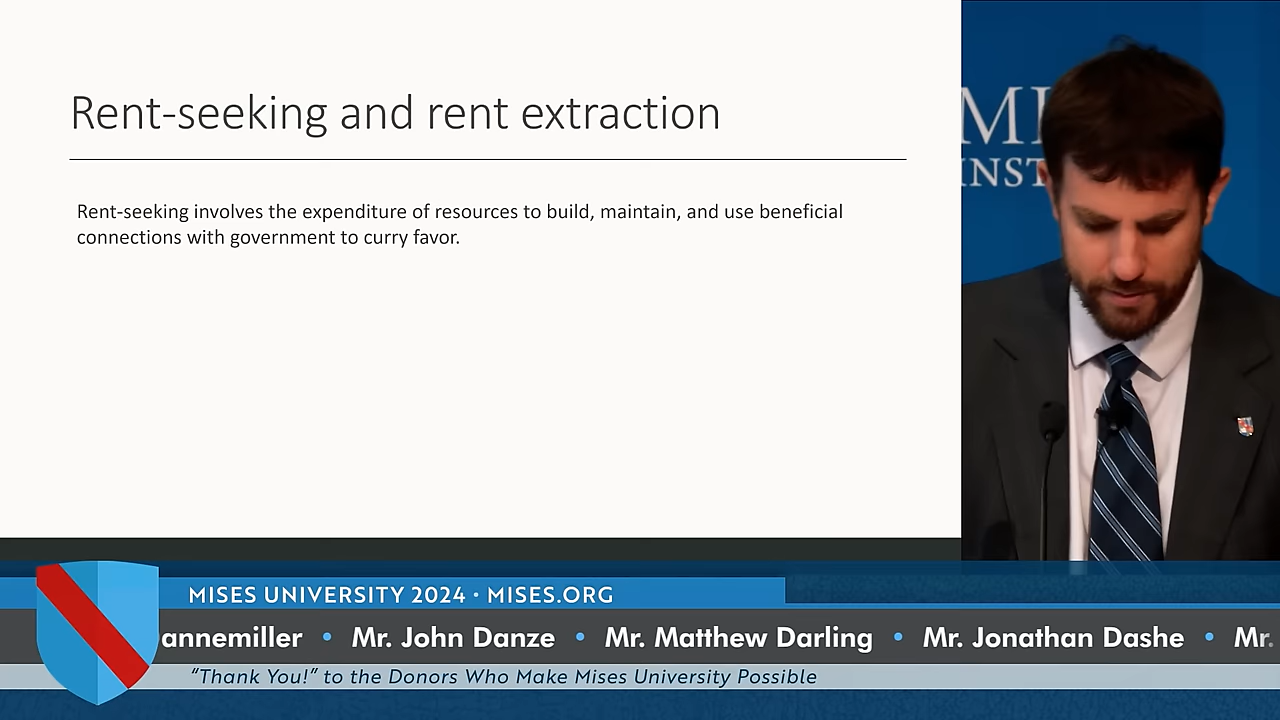 Rent-seeking and rent extraction
Rent-seeking involves the expenditure of resources to build, maintain, and use beneficial
connections with government to curry favor.
MI
INST
MISES UNIVERSITY 2024 • MISES.ORG
annemiller • Mr. John Danze • Mr. Matthew Darling • Mr. Jonathan Dashe • Mr.
“Thank You!” to the Donors Who Make Mises University Possible